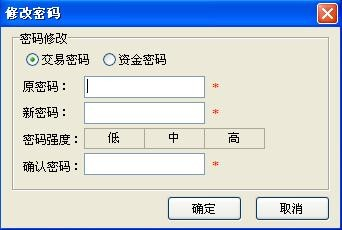 修改密码
密码修改
交易密码 资金密码
原密码： *
新密码： *
密码强度： 低 中 高
确认密码： *
确定 取消